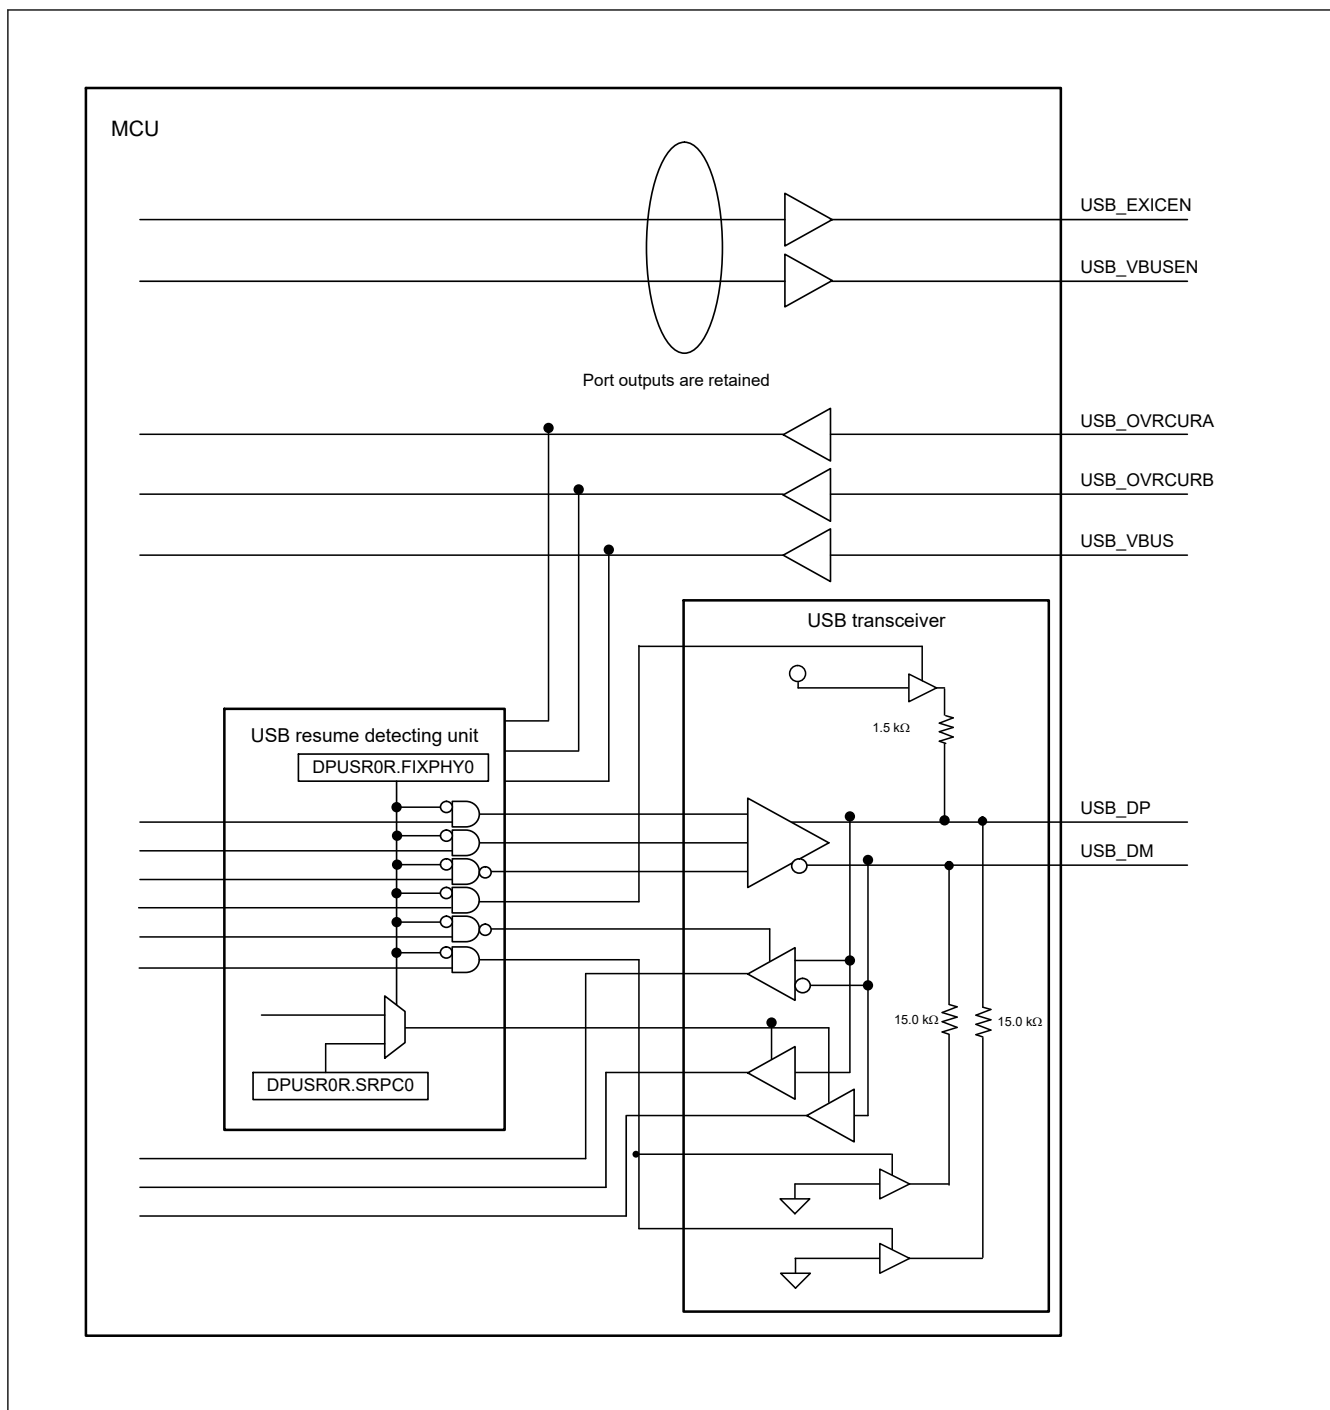 MCU
USB_EXICEN
USB_VBUSEN
Port outputs are retained
USB_OVRCURA
USB_OVRCURB
USB_VBUS
USB transceiver
1.5 kΩ
USB resume detecting unit
DPUSR0R.FIXPHY0
USB_DP
USB_DM
15.0 kΩ
15.0 kΩ
DPUSR0R.SRPC0